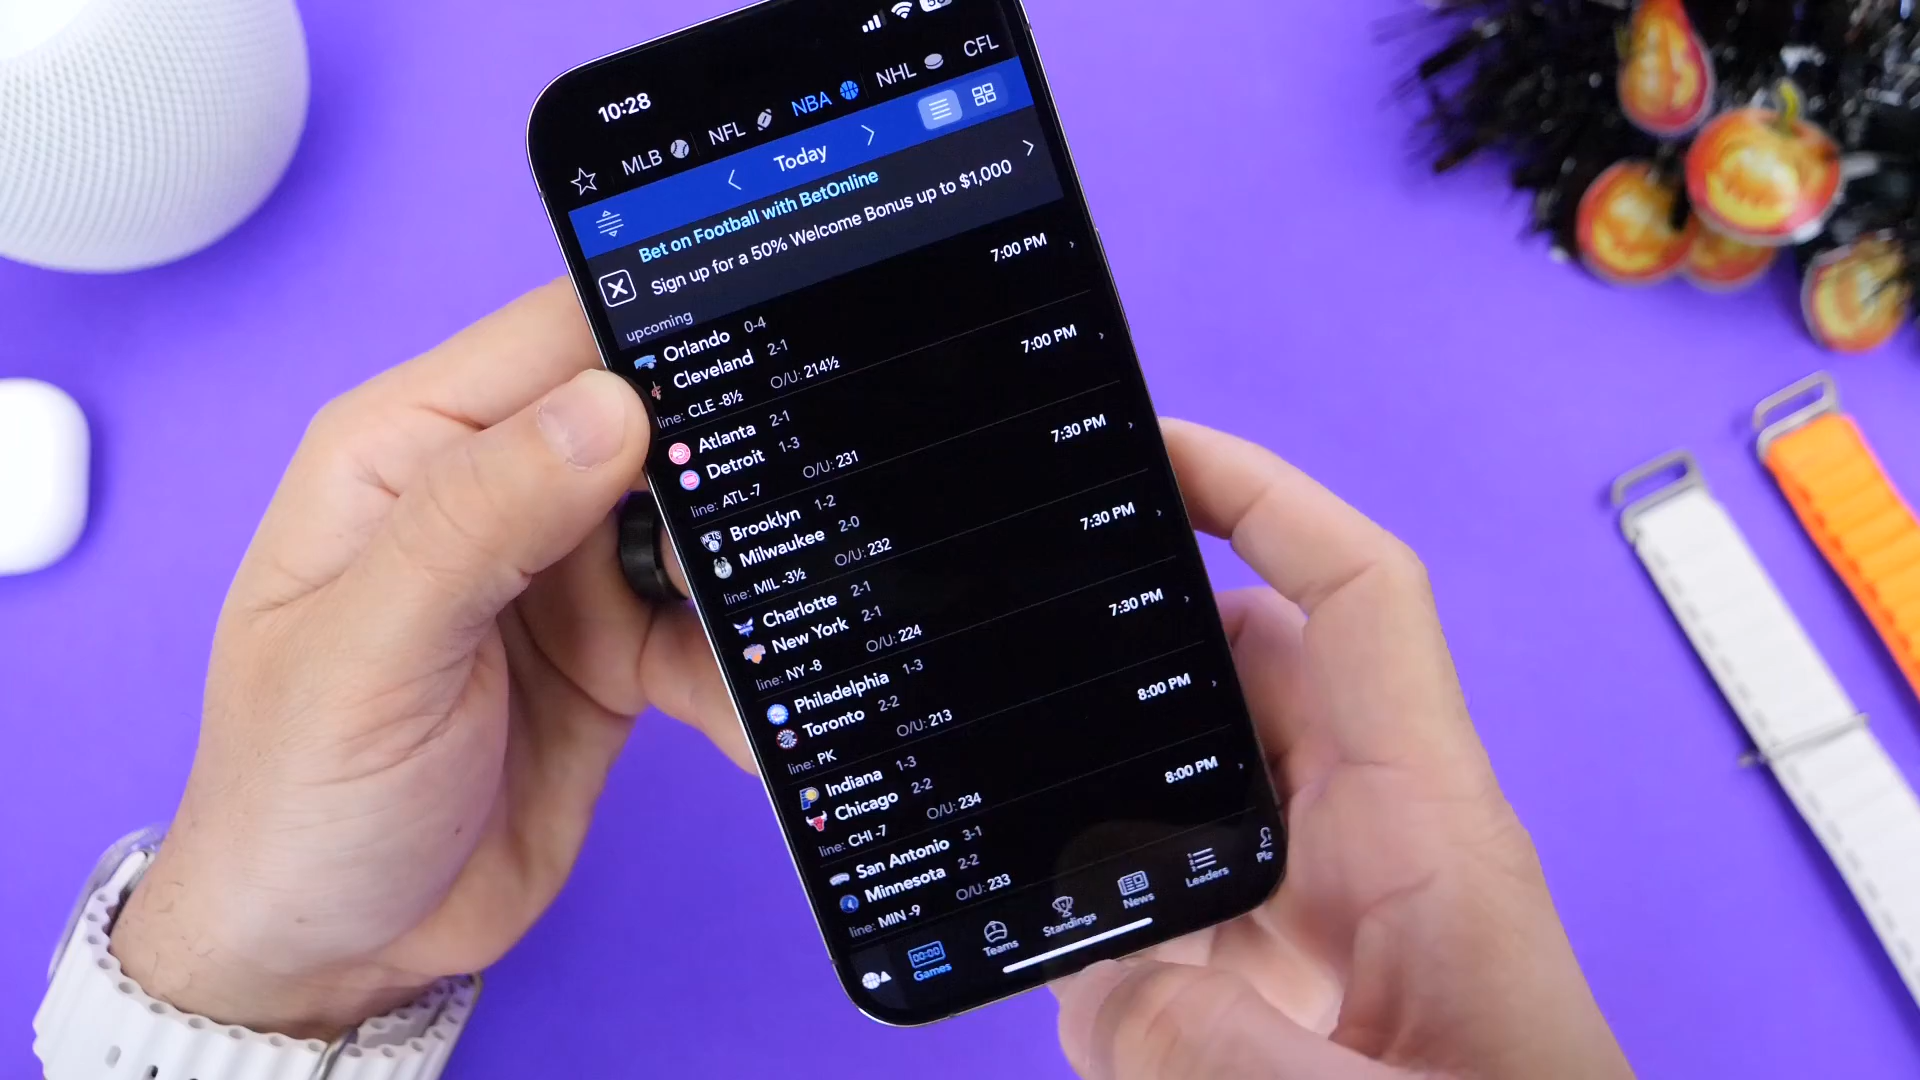 10:28
MLB NFL NBA NHL CFL
Today
Bet on Football with BetOnline
Sign up for a 50% Welcome Bonus up to $1,000
upcoming
Orlando 0-4 7:00 PM
Cleveland 2-1
line: CLE -8½ O/U: 214½
Atlanta 2-1 7:00 PM
Detroit 1-3
line: ATL -7 O/U: 231
Brooklyn 1-2 7:30 PM
Milwaukee 2-0
line: MIL -3½ O/U: 232
Charlotte 2-1 7:30 PM
New York 2-1
line: NY -8 O/U: 224
Philadelphia 1-3 7:30 PM
Toronto 2-2
line: PK O/U: 213
Indiana 1-3 8:00 PM
Chicago 2-2
line: CHI -7 O/U: 234
San Antonio 3-1 8:00 PM
Minnesota 2-2
line: MIN -9 O/U: 233
00:00
Games Teams Standings News Leaders Pla